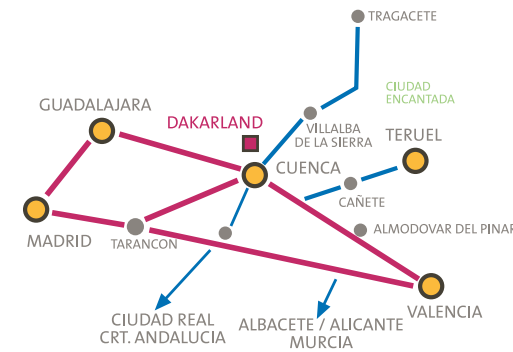 TRAGACETE
CIUDAD
ENCANTADA
GUADALAJARA
DAKARLAND
VILLALBA
DE LA SIERRA
TERUEL
CUENCA
CAÑETE
ALMODOVAR DEL PINAR
MADRID
TARANCON
VALENCIA
CIUDAD REAL
CRT. ANDALUCIA
ALBACETE / ALICANTE
MURCIA